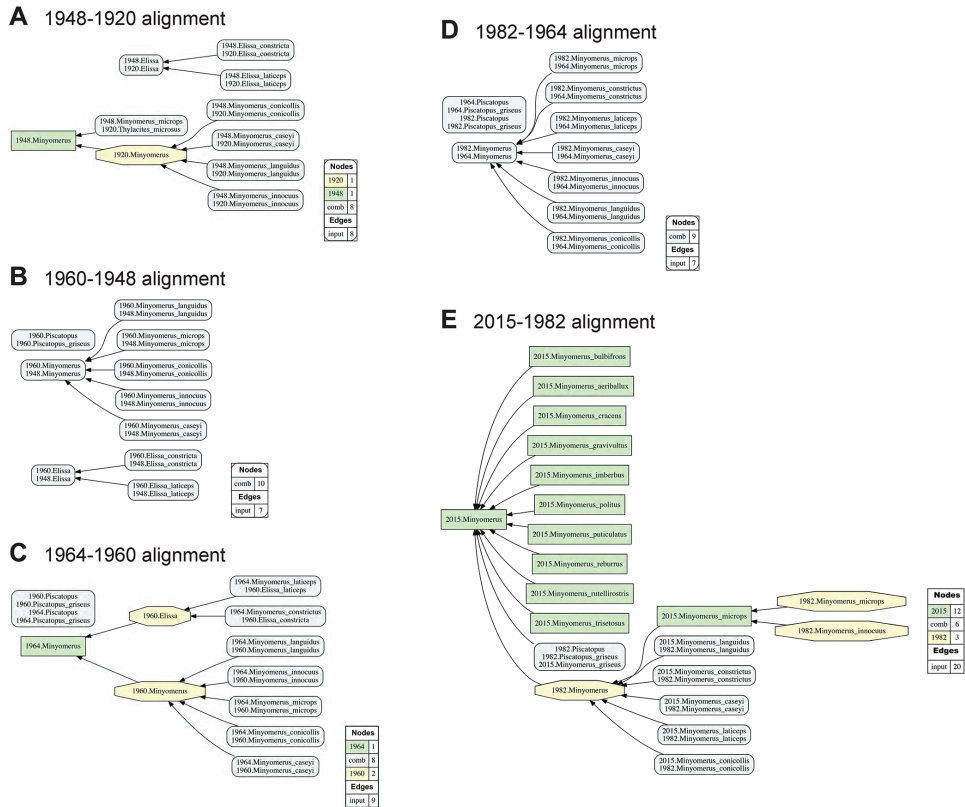 A 1948-1920 alignment
1948.Elissa_constricta
1920.Elissa_constricta
1948.Elissa
1920.Elissa
1948.Elissa_laticeps
1920.Elissa_laticeps
1948.Minyomerus_conicollis
1920.Minyomerus_conicollis
1948.Minyomerus_microps
1920.Thylacites_microsus
1948.Minyomerus
1948.Minyomerus_caseyi
1920.Minyomerus_caseyi
1920.Minyomerus
1948.Minyomerus_languidus
1920.Minyomerus_languidus
1948.Minyomerus_innocuus
1920.Minyomerus_innocuus
Nodes
1920 1
1948 1
comb 8
Edges
input 8
B 1960-1948 alignment
1960.Minyomerus_languidus
1948.Minyomerus_languidus
1960.Piscatopus
1960.Piscatopus_griseus
1960.Minyomerus_microps
1948.Minyomerus_microps
1960.Minyomerus
1948.Minyomerus
1960.Minyomerus_conicollis
1948.Minyomerus_conicollis
1960.Minyomerus_innocuus
1948.Minyomerus_innocuus
1960.Minyomerus_caseyi
1948.Minyomerus_caseyi
1960.Elissa_constricta
1948.Elissa_constricta
1960.Elissa
1948.Elissa
1960.Elissa_laticeps
1948.Elissa_laticeps
Nodes
comb 10
Edges
input 7
C 1964-1960 alignment
1960.Piscatopus
1960.Piscatopus_griseus
1964.Piscatopus
1964.Piscatopus_griseus
1964.Minyomerus_laticeps
1960.Elissa_laticeps
1960.Elissa
1964.Minyomerus_constrictus
1960.Elissa_constricta
1964.Minyomerus
1964.Minyomerus_languidus
1960.Minyomerus_languidus
1964.Minyomerus_innocuus
1960.Minyomerus_innocuus
1960.Minyomerus
1964.Minyomerus_microps
1960.Minyomerus_microps
1964.Minyomerus_conicollis
1960.Minyomerus_conicollis
1964.Minyomerus_caseyi
1960.Minyomerus_caseyi
Nodes
1964 1
comb 8
1960 2
Edges
input 9
D 1982-1964 alignment
1982.Minyomerus_microps
1964.Minyomerus_microps
1982.Minyomerus_constrictus
1964.Minyomerus_constrictus
1964.Piscatopus
1964.Piscatopus_griseus
1982.Piscatopus
1982.Piscatopus_griseus
1982.Minyomerus_laticeps
1964.Minyomerus_laticeps
1982.Minyomerus
1964.Minyomerus
1982.Minyomerus_caseyi
1964.Minyomerus_caseyi
1982.Minyomerus_innocuus
1964.Minyomerus_innocuus
1982.Minyomerus_languidus
1964.Minyomerus_languidus
1982.Minyomerus_conicollis
1964.Minyomerus_conicollis
Nodes
comb 9
Edges
input 7
E 2015-1982 alignment
2015.Minyomerus_bulbifrons
2015.Minyomerus_aeriballux
2015.Minyomerus_cracens
2015.Minyomerus_gravivultus
2015.Minyomerus_imberbus
2015.Minyomerus_politus
2015.Minyomerus
2015.Minyomerus_puticulatus
2015.Minyomerus_reburrus
2015.Minyomerus_rutellirostris
2015.Minyomerus_trisetosus
2015.Minyomerus_microps
1982.Minyomerus_microps
1982.Minyomerus_innocuus
1982.Piscatopus
1982.Piscatopus_griseus
2015.Minyomerus_griseus
2015.Minyomerus_languidus
1982.Minyomerus_languidus
1982.Minyomerus
2015.Minyomerus_constrictus
1982.Minyomerus_constrictus
2015.Minyomerus_caseyi
1982.Minyomerus_caseyi
2015.Minyomerus_laticeps
1982.Minyomerus_laticeps
2015.Minyomerus_conicollis
1982.Minyomerus_conicollis
Nodes
2015 12
comb 6
1982 3
Edges
input 20